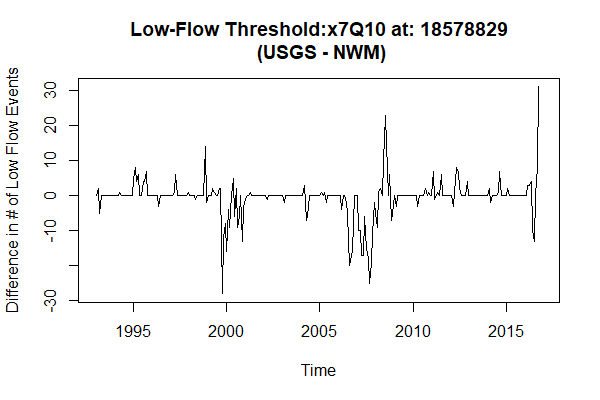 Low-Flow Threshold:x7Q10 at: 18578829
(USGS - NWM)
Difference in # of Low Flow Events
30
20
10
0
-10
-30
1995
2000
2005
2010
2015
Time